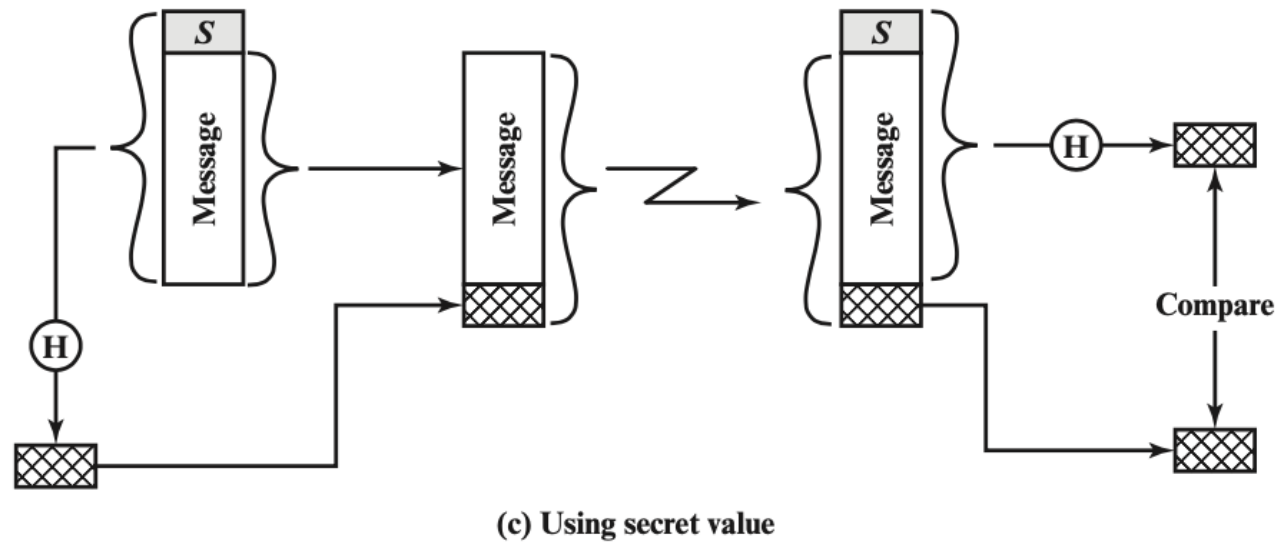 S
Message
H
Message
S
Message
H
Compare
(c) Using secret value